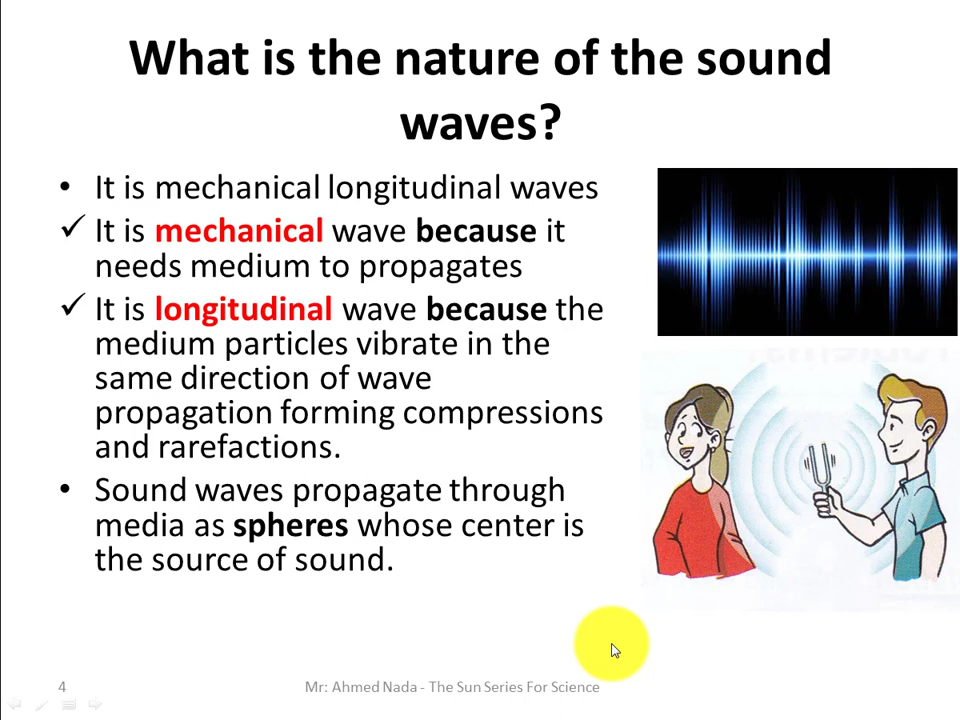 What is the nature of the sound
waves?
• It is mechanical longitudinal waves
✓ It is mechanical wave because it
needs medium to propagates
✓ It is longitudinal wave because the
medium particles vibrate in the
same direction of wave
propagation forming compressions
and rarefactions.
• Sound waves propagate through
media as spheres whose center is
the source of sound.
4
Mr: Ahmed Nada - The Sun Series For Science